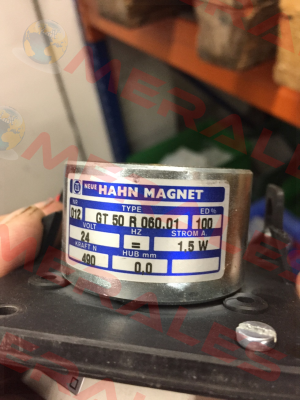 NEUE HAHN MAGNET
NR TYPE ED%
012 GT 50 R 060.01 100
VOLT HZ STROM A.
24 = 1.5 W
KRAFT N HUB mm
490 0.0